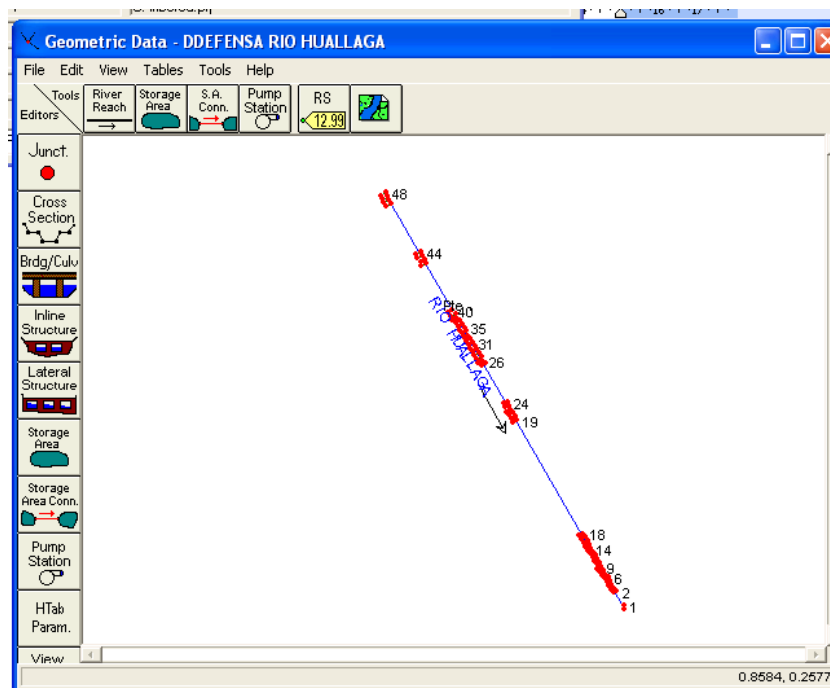 Geometric Data - DDEFENSA RIO HUALLAGA
File Edit View Tables Tools Help
Tools
Editors
River
Reach
Storage
Area
S.A.
Conn.
Pump
Station
RS
12.99
Junct.
Cross
Section
Brdg/Culv
Inline
Structure
Lateral
Structure
Storage
Area
Storage
Area Conn.
Pump
Station
HTab
Param.
View
48
44
40
35
31
26
RIO HUALLAGA
24
19
18
14
9
6
2
1
0.8584, 0.2577